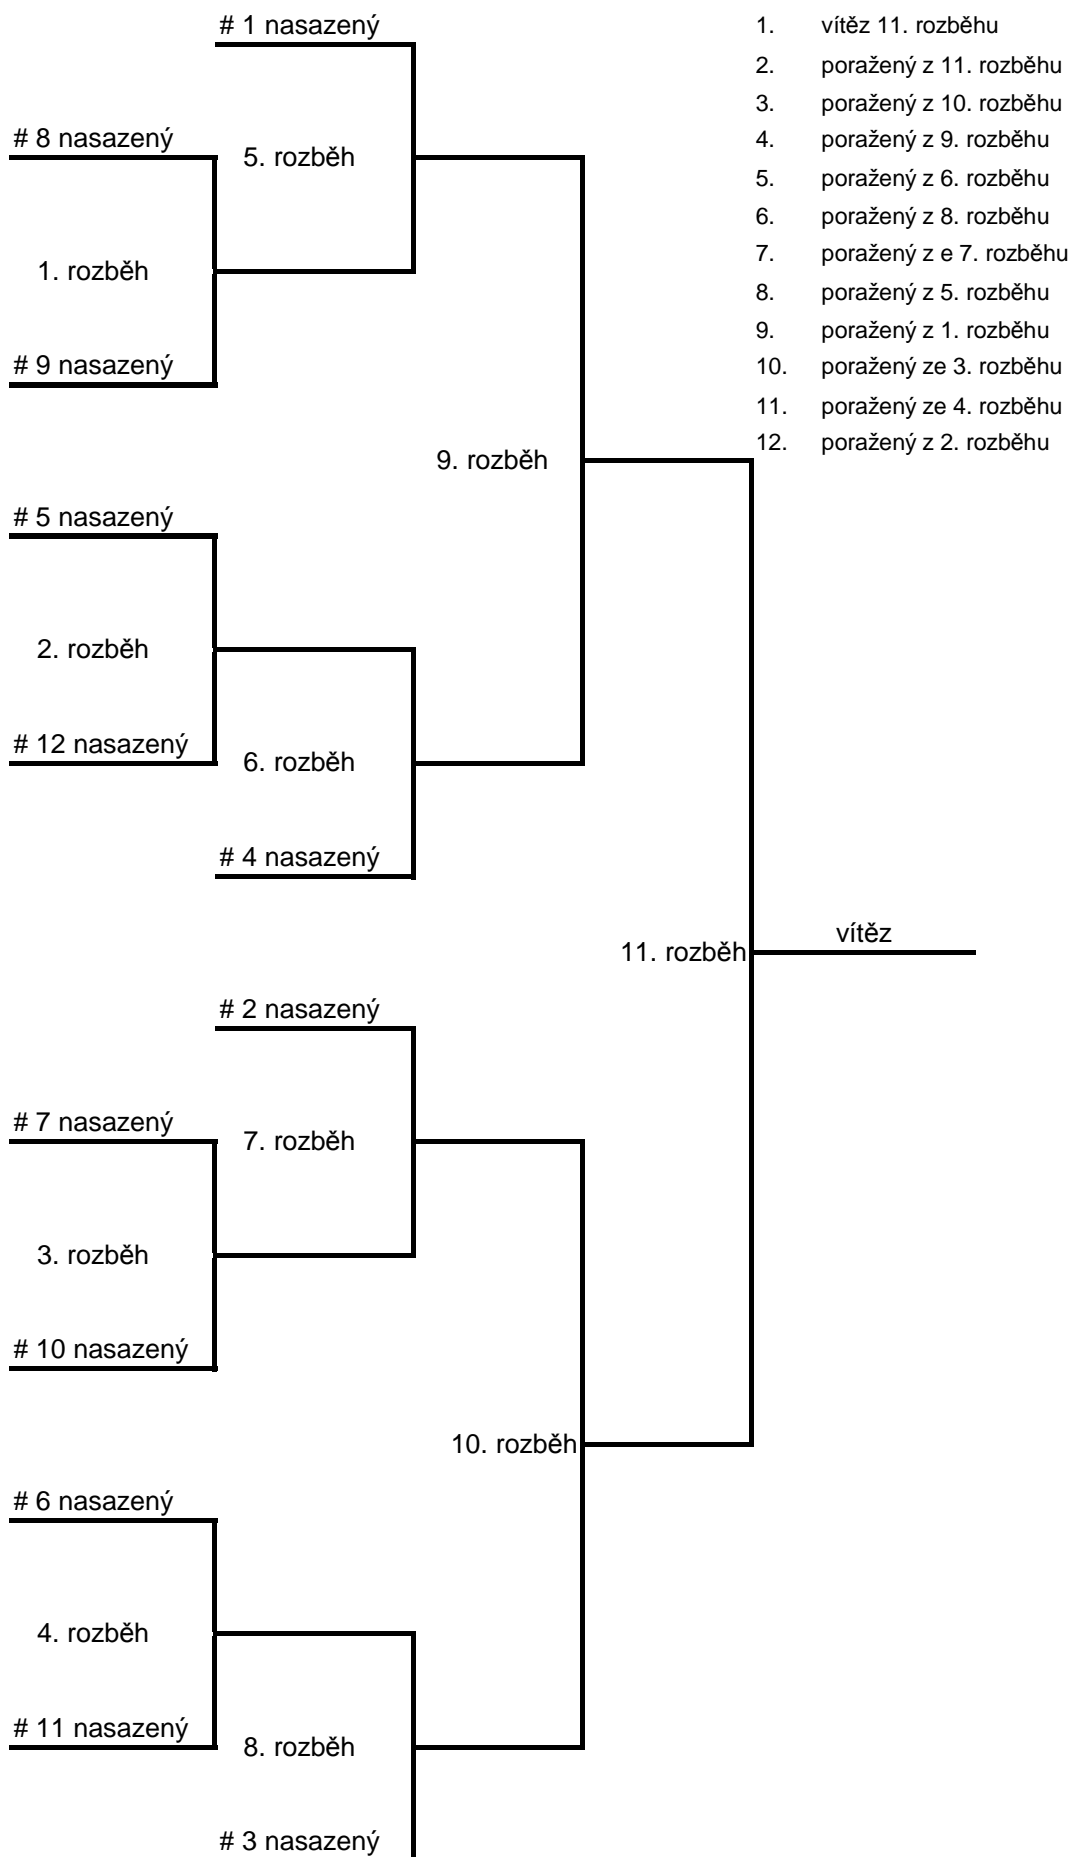 # 1 nasazený
# 8 nasazený
5. rozběh
1. rozběh
# 9 nasazený
9. rozběh
# 5 nasazený
2. rozběh
# 12 nasazený
6. rozběh
# 4 nasazený
11. rozběh
vítěz
# 2 nasazený
# 7 nasazený
7. rozběh
3. rozběh
# 10 nasazený
10. rozběh
# 6 nasazený
4. rozběh
# 11 nasazený
8. rozběh
# 3 nasazený
1. vítěz 11. rozběhu
2. poražený z 11. rozběhu
3. poražený z 10. rozběhu
4. poražený z 9. rozběhu
5. poražený z 6. rozběhu
6. poražený z 8. rozběhu
7. poražený z e 7. rozběhu
8. poražený z 5. rozběhu
9. poražený z 1. rozběhu
10. poražený ze 3. rozběhu
11. poražený ze 4. rozběhu
12. poražený z 2. rozběhu